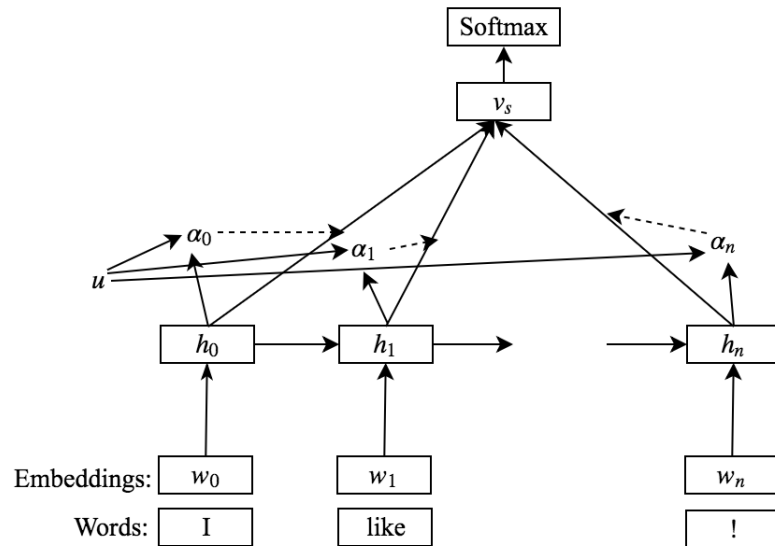 Softmax
v_s
α_0
α_1
α_n
u
h_0 h_1 h_n
Embeddings: w_0 w_1 w_n
Words: I like !